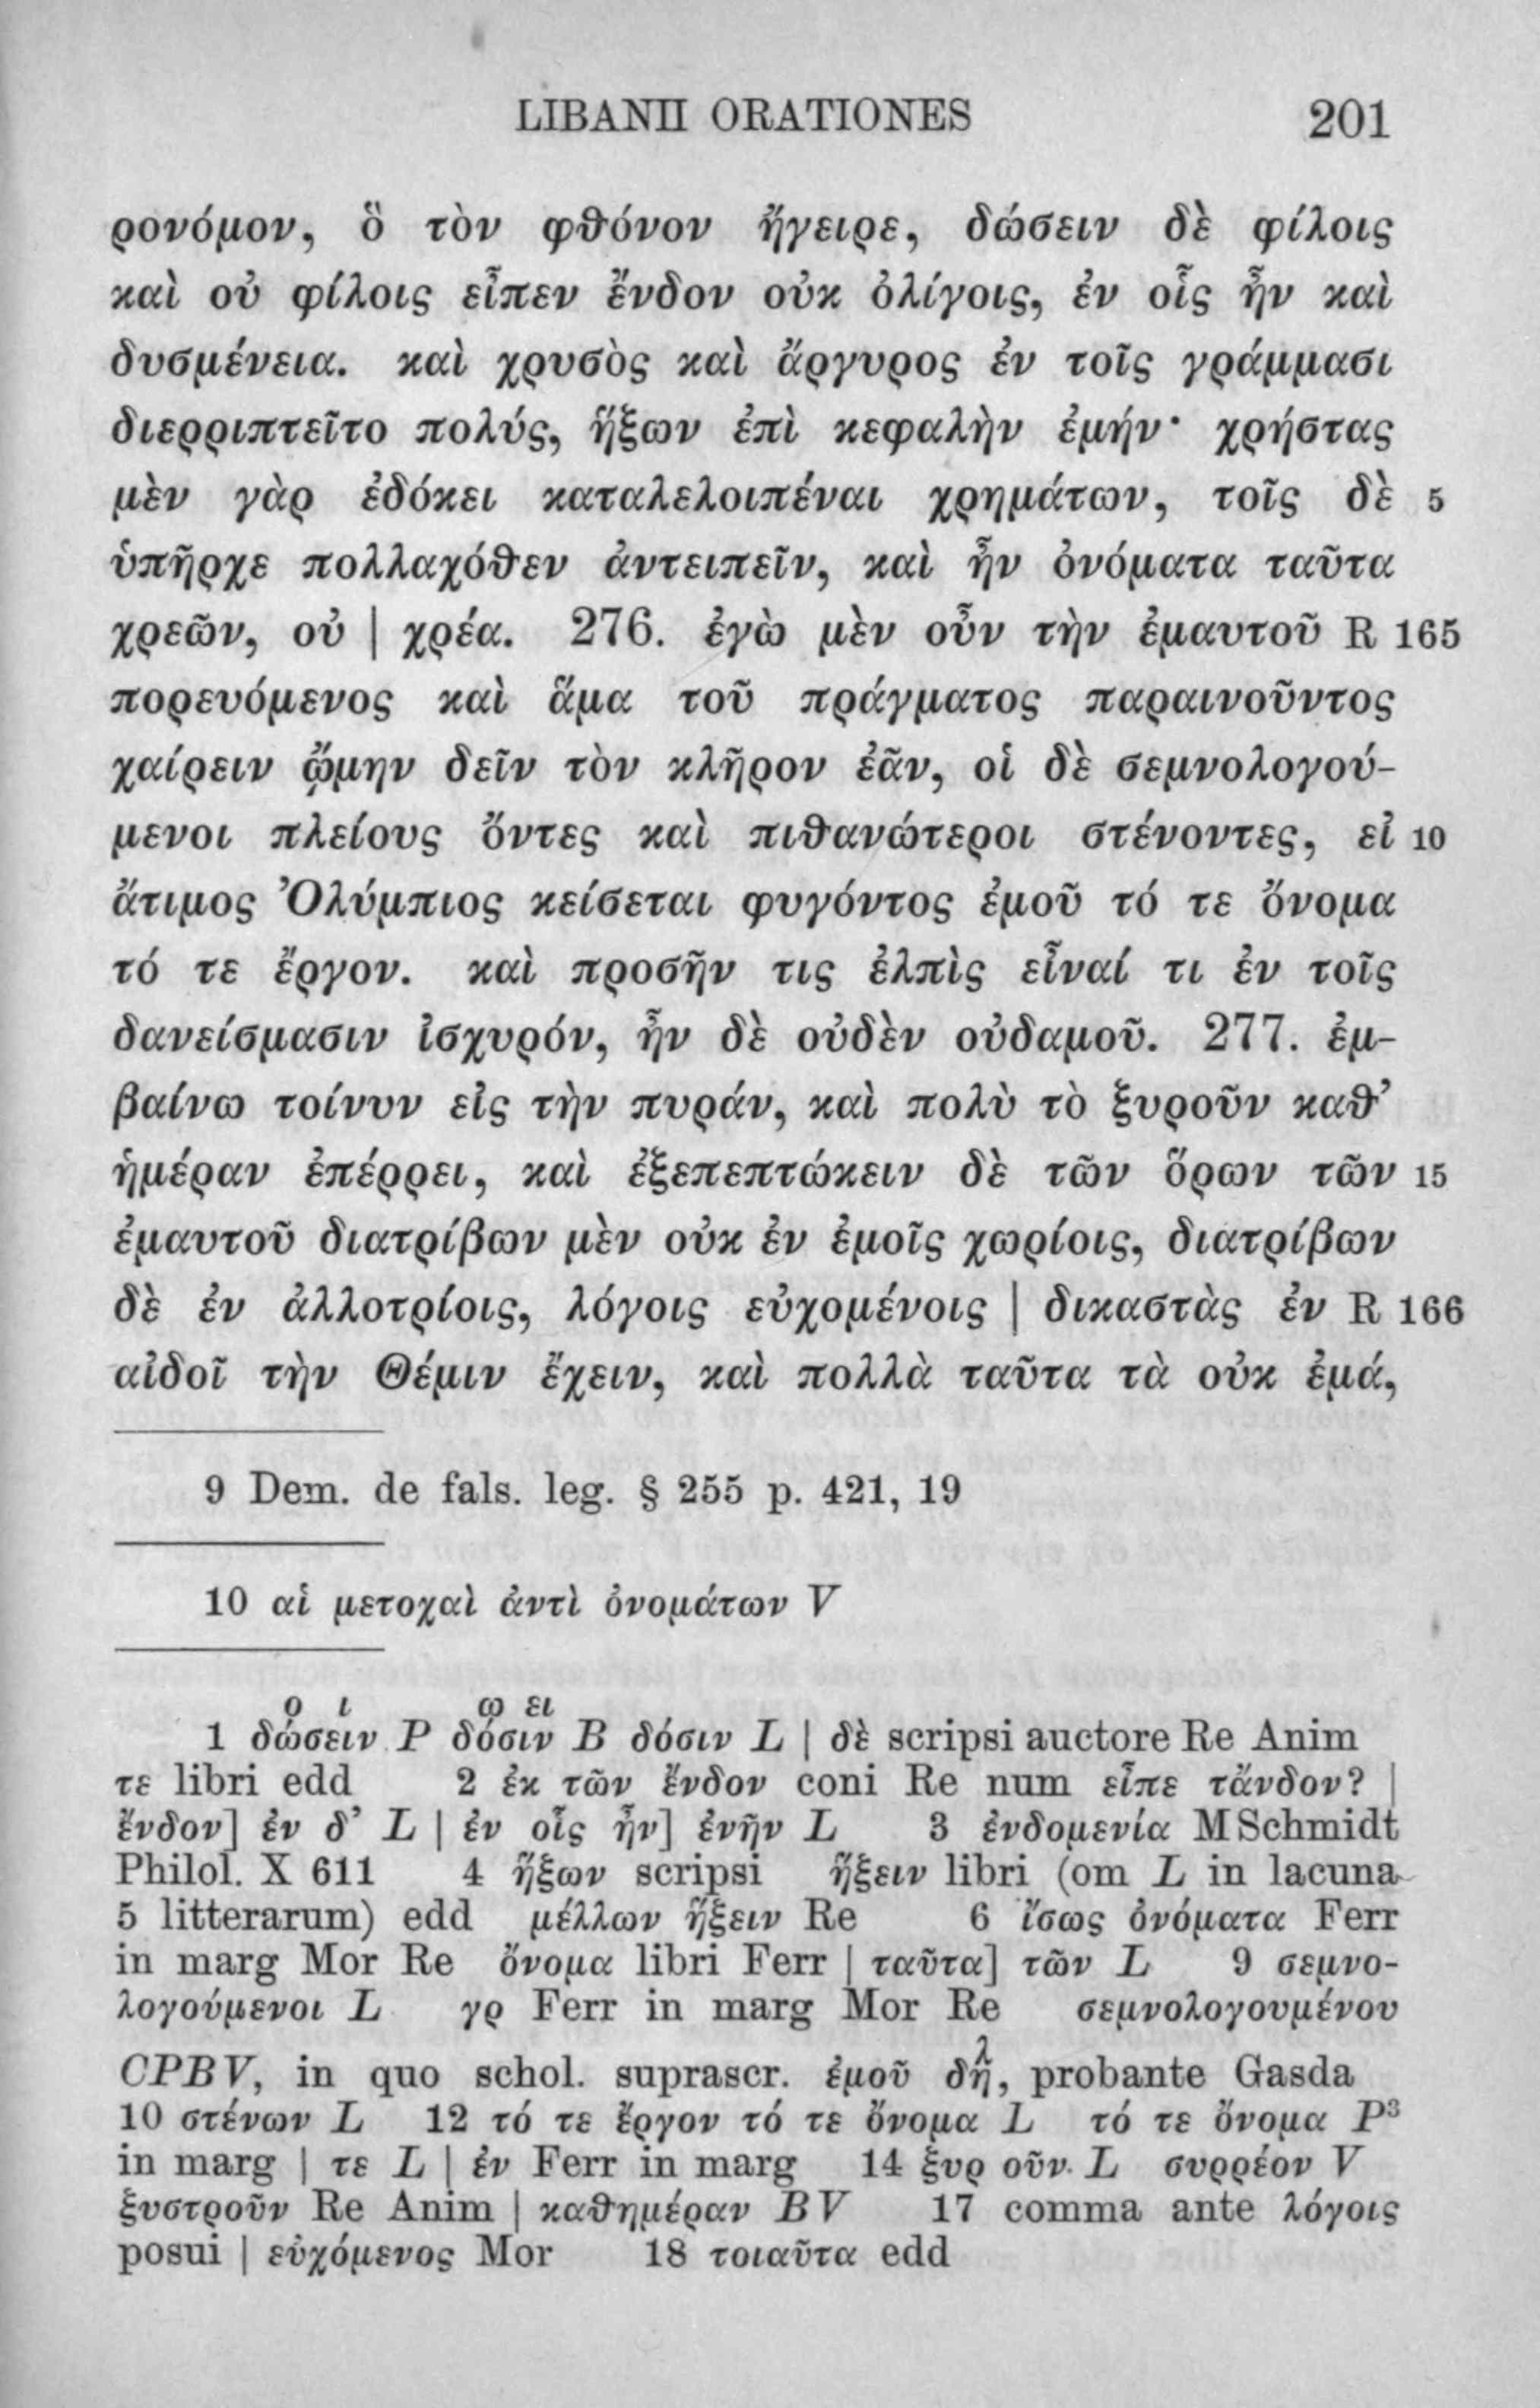 LIBANII ORATIONES 201
ρονόμον, ὃ τὸν φθόνον ἤγειρε, δώσειν δὲ φίλοις
καὶ οὐ φίλοις εἶπεν ἔνδον οὐκ ὀλίγοις, ἐν οἷς ἦν καὶ
δυσμένεια. καὶ χρυσὸς καὶ ἄργυρος ἐν τοῖς γράμμασι
διερριπτεῖτο πολύς, ἥξων ἐπὶ κεφαλὴν ἐμήν· χρήστας
μὲν γὰρ ἐδόκει καταλελοιπέναι χρημάτων, τοῖς δὲ 5
ὑπῆρχε πολλαχόθεν ἀντειπεῖν, καὶ ἦν ὀνόματα ταῦτα
χρεῶν, οὐ | χρέα. 276. ἐγὼ μὲν οὖν τὴν ἐμαυτοῦ R 165
πορευόμενος καὶ ἅμα τοῦ πράγματος παραινοῦντος
χαίρειν ᾤμην δεῖν τὸν κλῆρον ἐᾶν, οἱ δὲ σεμνολογού-
μενοι πλείους ὄντες καὶ πιθανώτεροι στένοντες, εἰ 10
ἄτιμος Ὀλύμπιος κείσεται φυγόντος ἐμοῦ τό τε ὄνομα
τό τε ἔργον. καὶ προσῆν τις ἐλπὶς εἶναί τι ἐν τοῖς
δανείσμασιν ἰσχυρόν, ἦν δὲ οὐδὲν οὐδαμοῦ. 277. ἐμ-
βαίνω τοίνυν εἰς τὴν πυράν, καὶ πολὺ τὸ ξυροῦν καθ’
ἡμέραν ἐπέρρει, καὶ ἐξεπεπτώκειν δὲ τῶν ὅρων τῶν 15
ἐμαυτοῦ διατρίβων μὲν οὐκ ἐν ἐμοῖς χωρίοις, διατρίβων
δὲ ἐν ἀλλοτρίοις, λόγοις εὐχομένοις | δικαστὰς ἐν R 166
αἰδοῖ τὴν Θέμιν ἔχειν, καὶ πολλὰ ταῦτα τὰ οὐκ ἐμά,
9 Dem. de fals. leg. § 255 p. 421, 19
10 αἱ μετοχαὶ ἀντὶ ὀνομάτων V
ο ι ω ει
1 δώσειν P δόσιν B δόσιν L | δὲ scripsi auctore Re Anim
τε libri edd 2 ἐκ τῶν ἔνδον coni Re num εἶπε τἄνδον? |
ἔνδον] ἐν δ’ L | ἐν οἷς ἦν] ἐνῆν L 3 ἐνδομενία MSchmidt
Philol. X 611 4 ἥξων scripsi ἥξειν libri (om L in lacuna
5 litterarum) edd μέλλων ἥξειν Re 6 ἴσως ὀνόματα Ferr
in marg Mor Re ὄνομα libri Ferr | ταῦτα] τῶν L 9 σεμνο-
λογούμενοι L γρ Ferr in marg Mor Re σεμνολογουμένου
λ
CPBV, in quo schol. suprascr. ἐμοῦ δη̃, probante Gasda
10 στένων L 12 τό τε ἔργον τό τε ὄνομα L τό τε ὄνομα P³
in marg | τε L | ἐν Ferr in marg 14 ξυρ οῦν L συρρέον V
ξυστροῦν Re Anim | καθημέραν BV 17 comma ante λόγοις
posui | εὐχόμενος Mor 18 τοιαῦτα edd